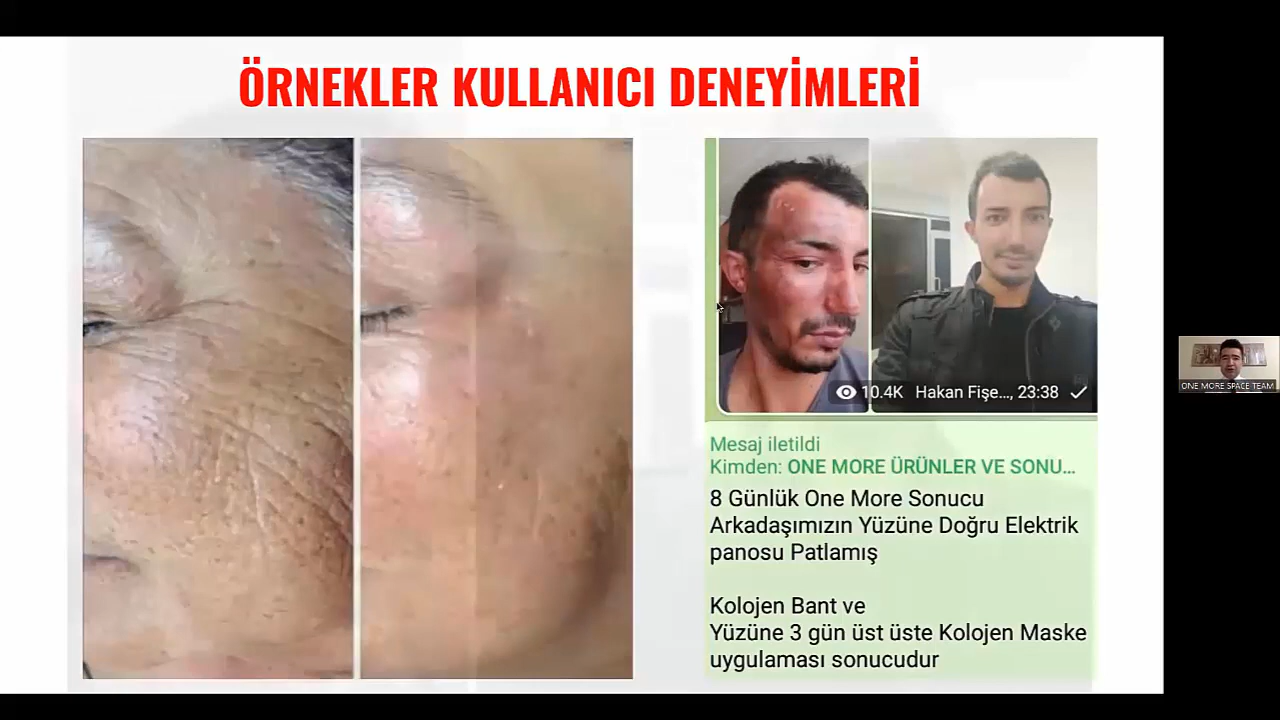 ÖRNEKLER KULLANICI DENEYİMLERİ
10.4K Hakan Fişe..., 23:38
Mesaj iletildi
Kimden: ONE MORE ÜRÜNLER VE SONU...
8 Günlük One More Sonucu
Arkadaşımızın Yüzüne Doğru Elektrik
panosu Patlamış
Kolojen Bant ve
Yüzüne 3 gün üst üste Kolojen Maske
uygulaması sonucudur
ONE MORE SPACE TEAM